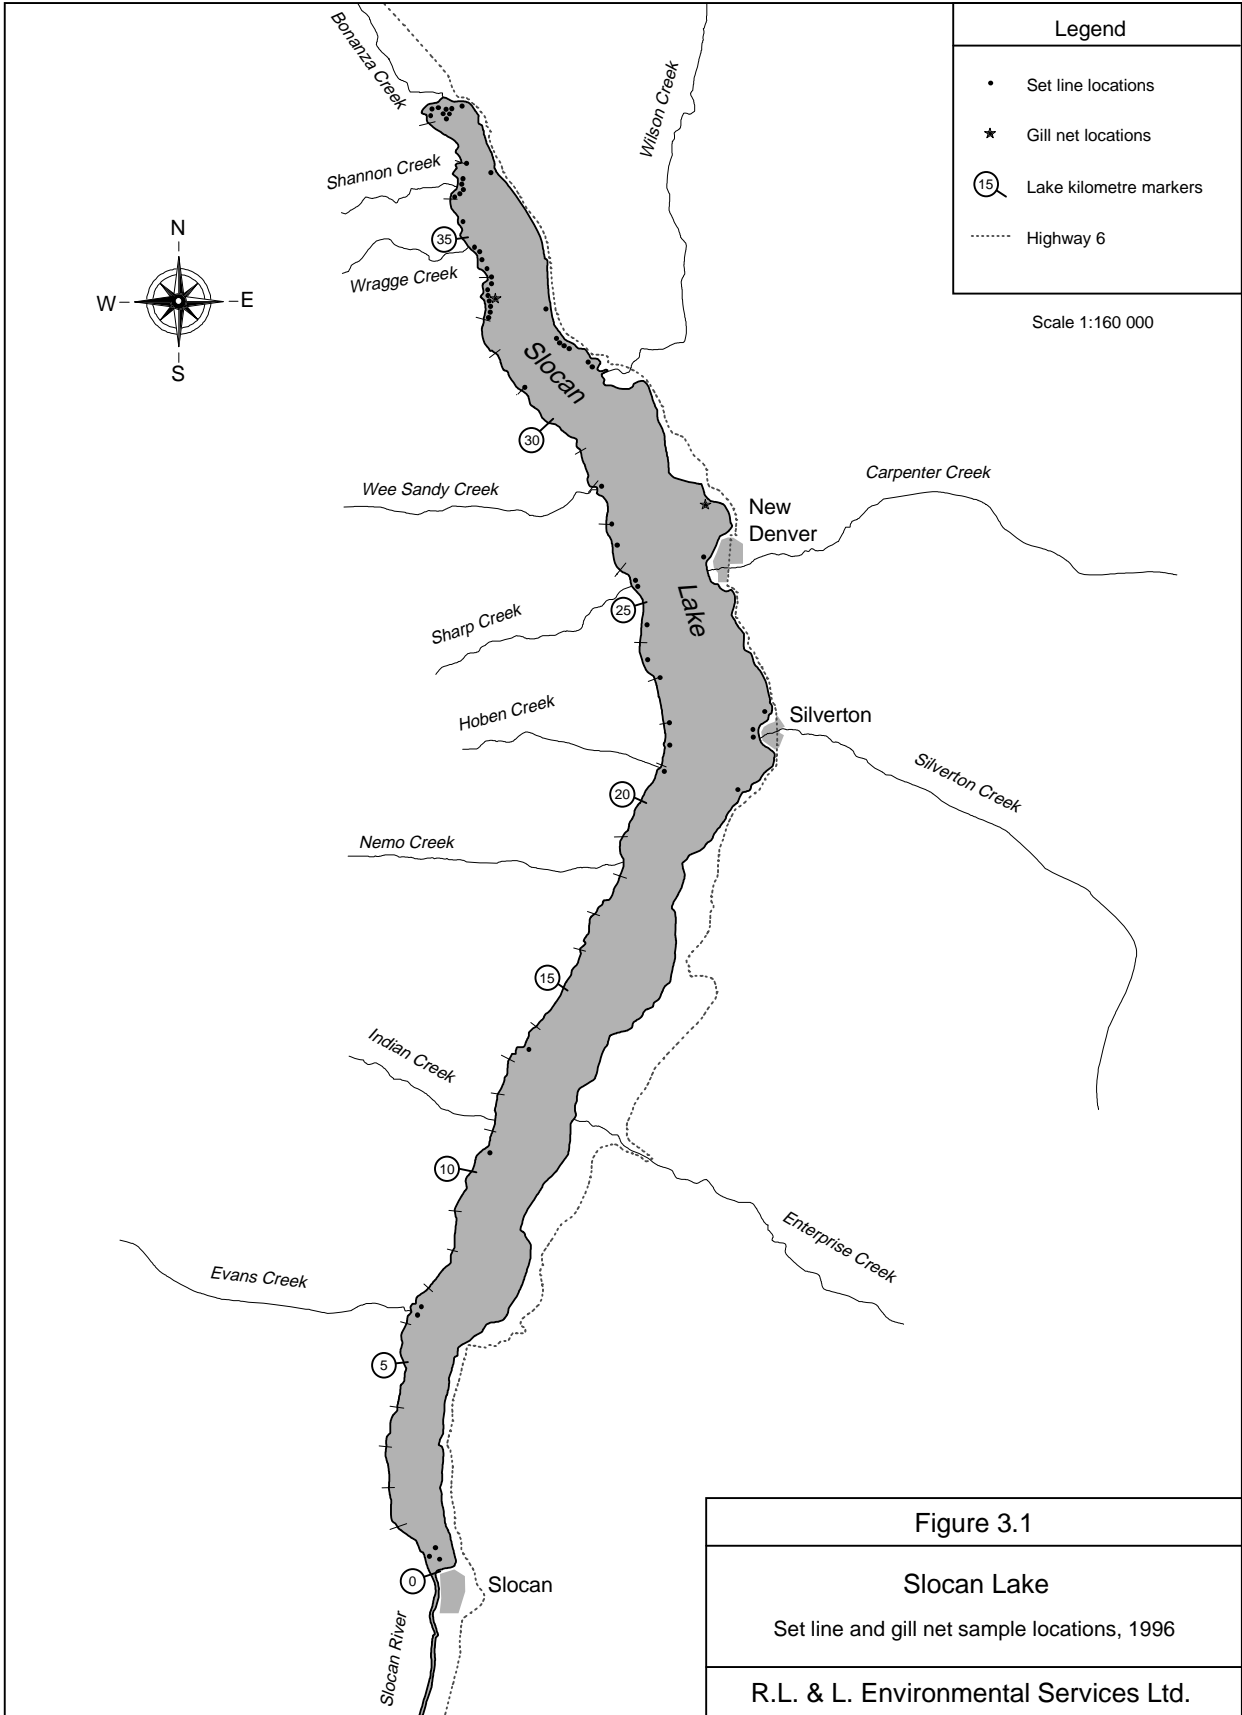 Legend
Set line locations
Gill net locations
15
Lake kilometre markers
Highway 6
Scale 1:160 000
Bonanza Creek
Wilson Creek
Shannon Creek
35
Wragge Creek
N
W
E
S
Slocan
Lake
30
Wee Sandy Creek
Carpenter Creek
New
Denver
25
Sharp Creek
Hoben Creek
Silverton
Silverton Creek
20
Nemo Creek
15
Indian Creek
10
Enterprise Creek
Evans Creek
5
0
Slocan
Slocan River
Figure 3.1
Slocan Lake
Set line and gill net sample locations, 1996
R.L. & L. Environmental Services Ltd.